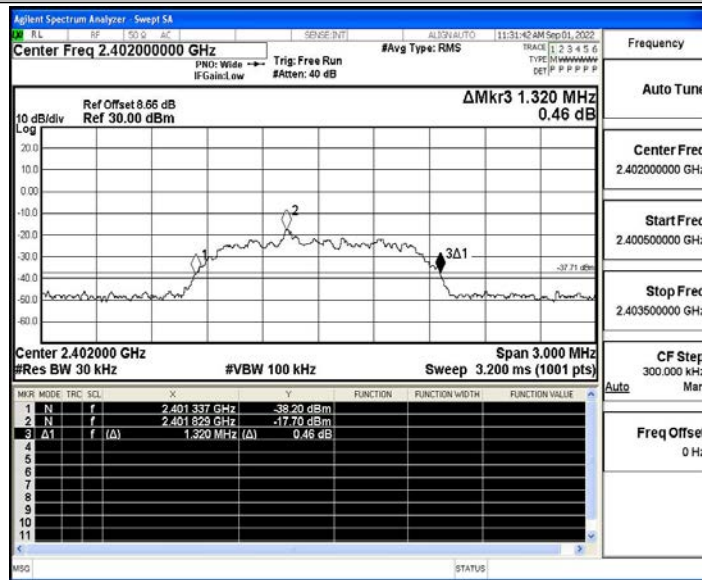 Agilent Spectrum Analyzer - Swept SA
RL RF 50 Ω AC SENSE:INT ALIGNAUTO 11:31:42 AM Sep 01, 2022
Center Freq 2.402000000 GHz
#Avg Type: RMS
TRACE 1 2 3 4 5 6
PNO: Wide Trig: Free Run
TYPE MWWWWW
IFGain:Low #Atten: 40 dB
DET P P P P P P
ΔMkr3 1.320 MHz
0.46 dB
Ref Offset 8.66 dB
10 dB/div Ref 30.00 dBm
Log
20.0
10.0
0.00
-10.0
-20.0
-30.0
-40.0
-50.0
-60.0
1
2
3Δ1
-37.71 dBm
Center 2.402000 GHz Span 3.000 MHz
#Res BW 30 kHz #VBW 100 kHz Sweep 3.200 ms (1001 pts)
MKR MODE TRC SCL X Y FUNCTION FUNCTION WIDTH FUNCTION VALUE
1 N f 2.401 337 GHz -38.20 dBm
2 N f 2.401 829 GHz -17.70 dBm
3 Δ1 f (Δ) 1.320 MHz (Δ) 0.46 dB
4
5
6
7
8
9
10
11
MSG STATUS
Frequency
Auto Tune
Center Freq
2.402000000 GHz
Start Freq
2.400500000 GHz
Stop Freq
2.403500000 GHz
CF Step
300.000 kHz
Auto Man
Freq Offset
0 Hz